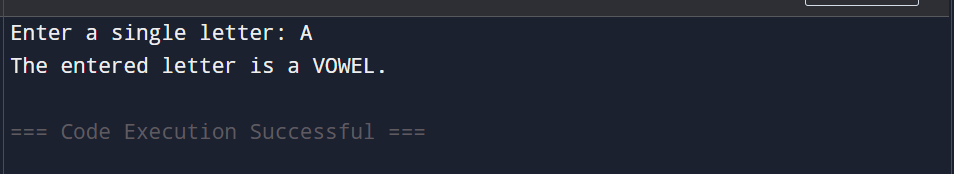 Enter a single letter: A
The entered letter is a VOWEL.
=== Code Execution Successful ===